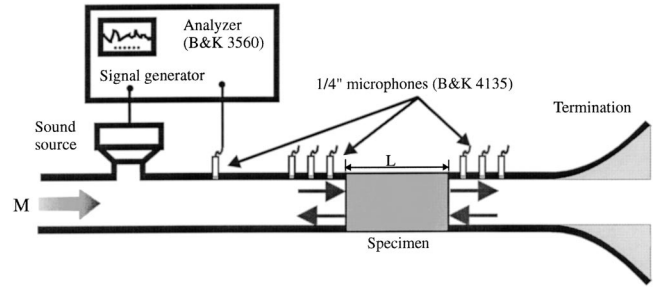 Analyzer
(B&K 3560)
Signal generator
1/4" microphones (B&K 4135)
Termination
Sound
source
L
M
Specimen